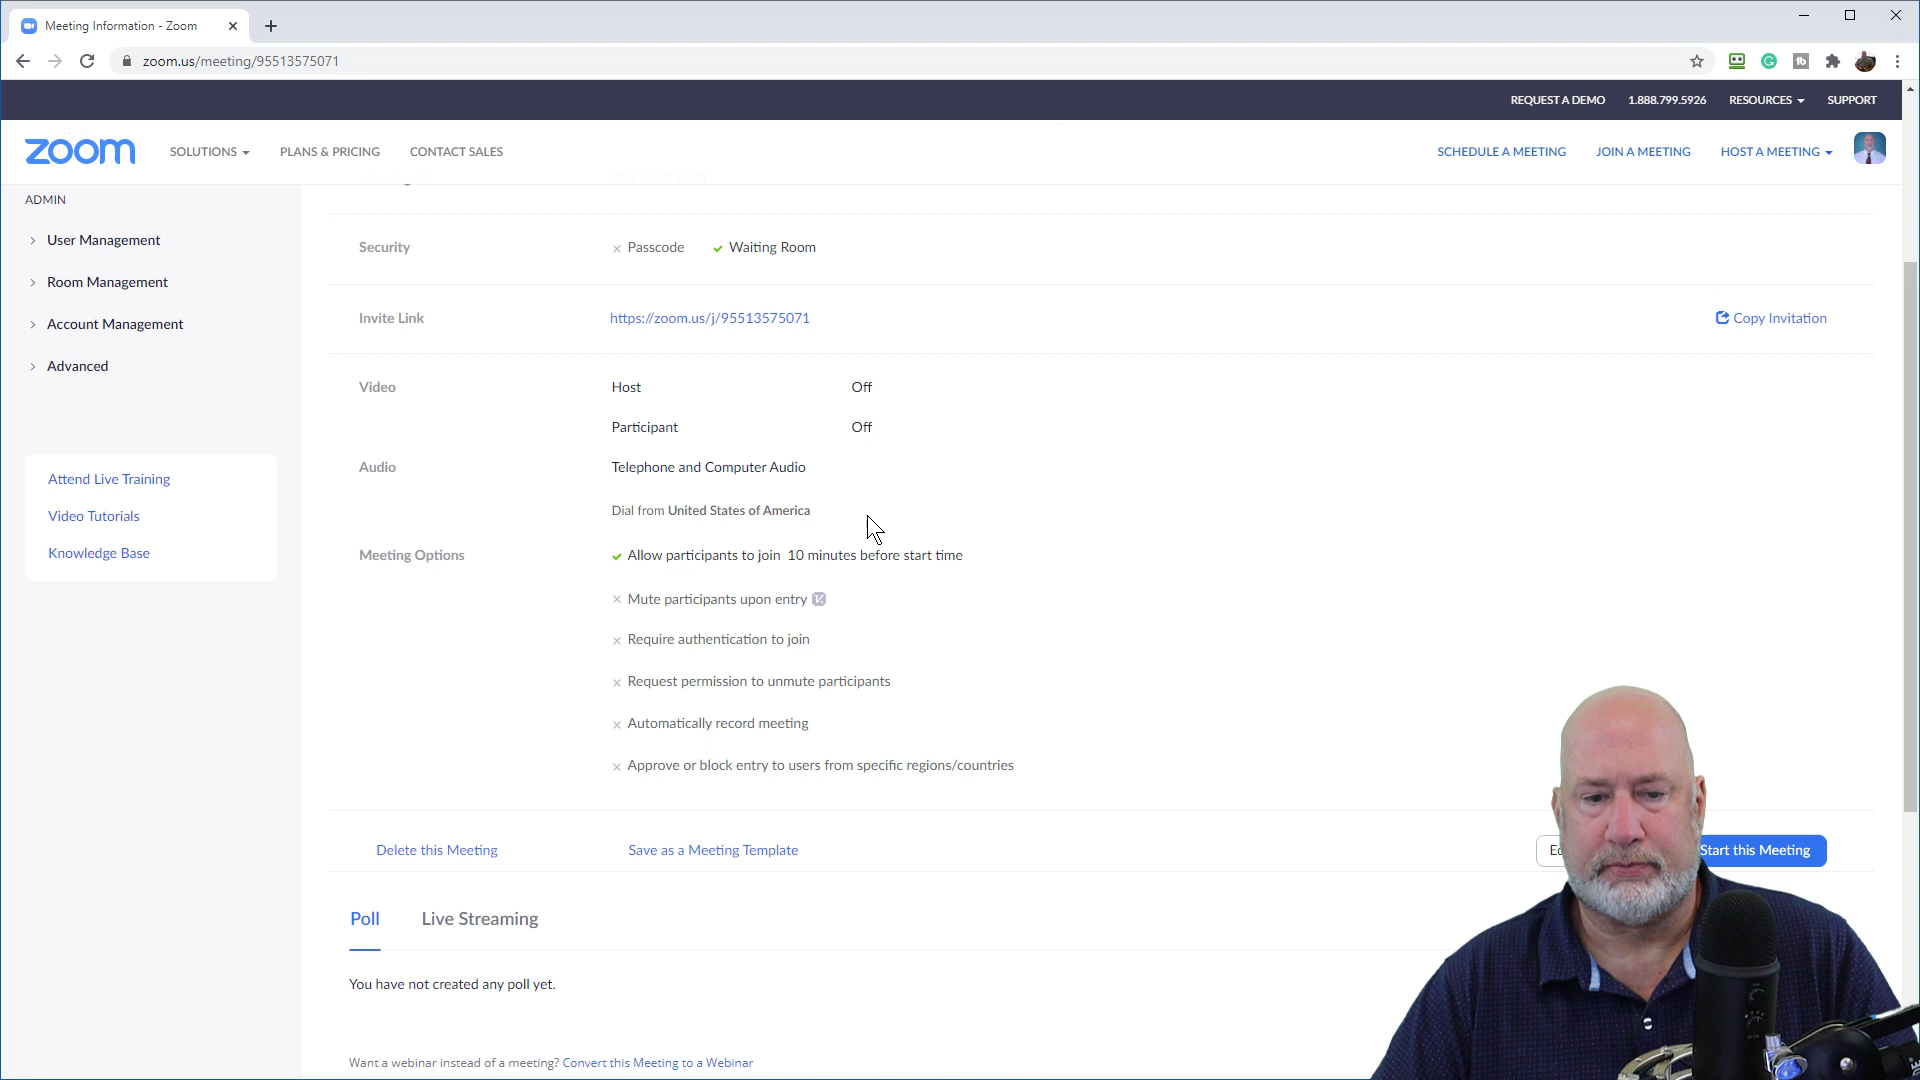 Meeting Information - Zoom
zoom.us/meeting/95513575071
REQUEST A DEMO 1.888.799.5926 RESOURCES SUPPORT
zoom SOLUTIONS PLANS & PRICING CONTACT SALES SCHEDULE A MEETING JOIN A MEETING HOST A MEETING
ADMIN
User Management
Room Management
Account Management
Advanced
Attend Live Training
Video Tutorials
Knowledge Base
Security Passcode Waiting Room
Invite Link https://zoom.us/j/95513575071 Copy Invitation
Video Host Off
Participant Off
Audio Telephone and Computer Audio
Dial from United States of America
Meeting Options Allow participants to join 10 minutes before start time
Mute participants upon entry
Require authentication to join
Request permission to unmute participants
Automatically record meeting
Approve or block entry to users from specific regions/countries
Delete this Meeting Save as a Meeting Template Start this Meeting
Poll Live Streaming
You have not created any poll yet.
Want a webinar instead of a meeting? Convert this Meeting to a Webinar